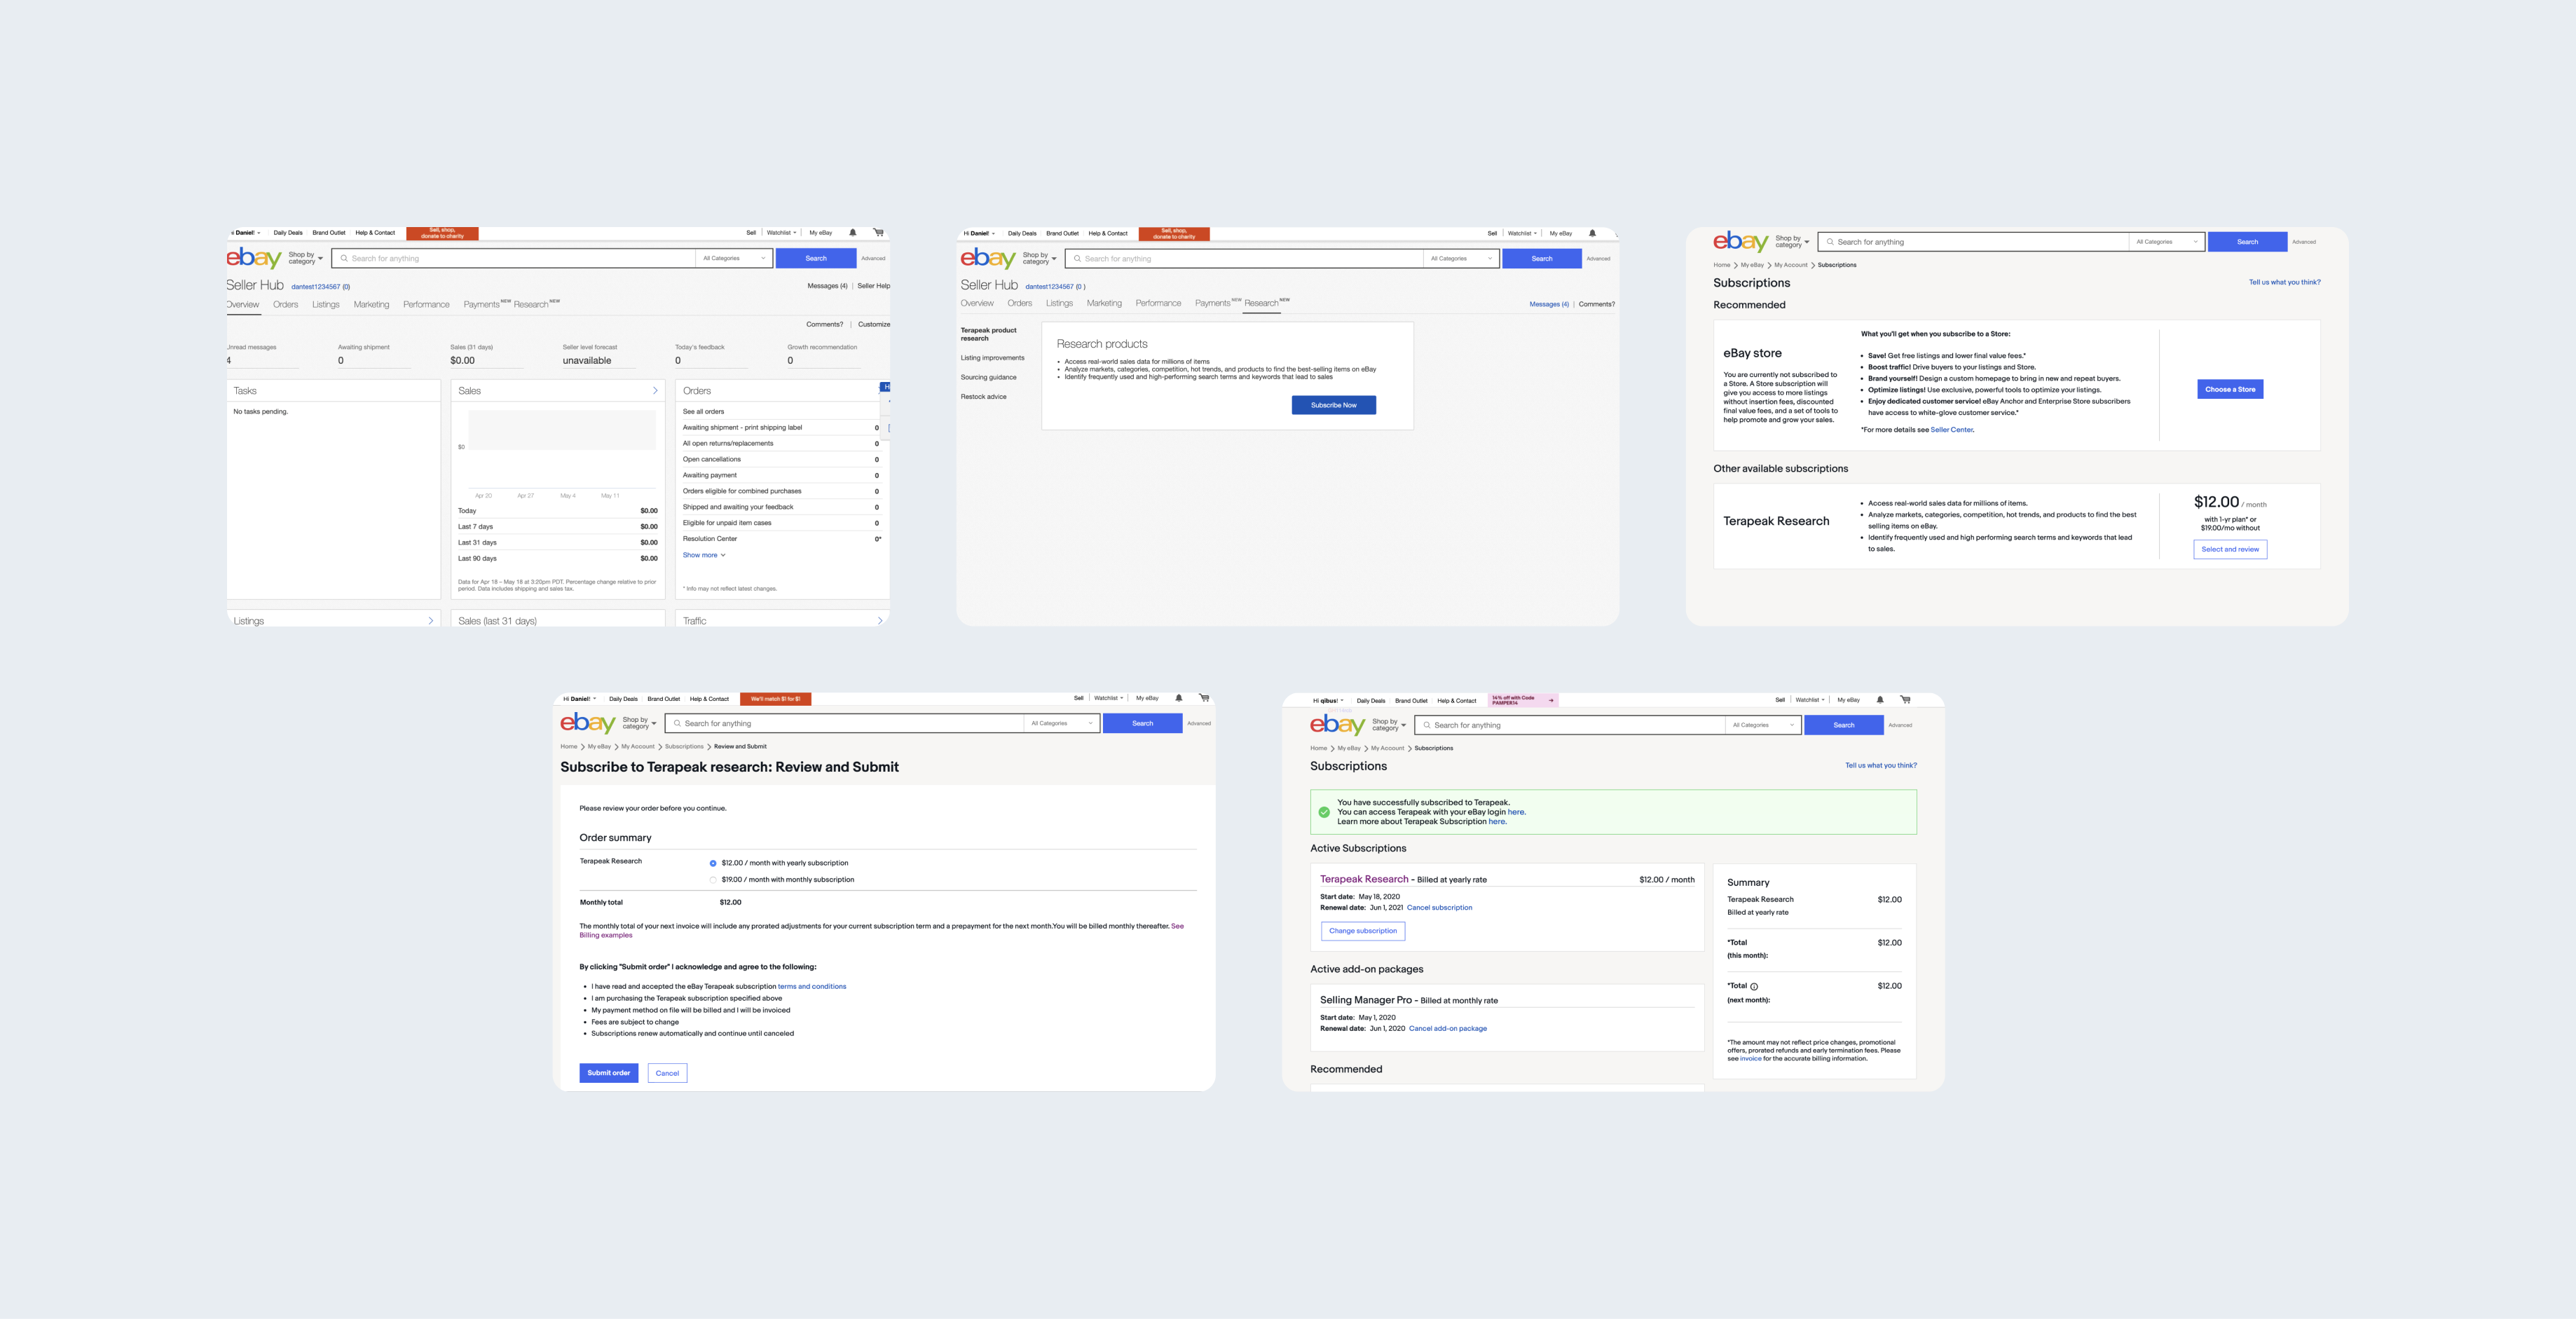 Hi Daniel! Daily Deals Brand Outlet Help & Contact Sell, shop, donate to charity Sell Watchlist My eBay
ebay Shop by category Search for anything All Categories Search Advanced
Seller Hub dantest1234567 (0) Messages (4) | Seller Help
Overview Orders Listings Marketing Performance Payments NEW Research NEW
Comments? | Customize
Unread messages Awaiting shipment Sales (31 days) Seller level forecast Today's feedback Growth recommendation
4 0 $0.00 unavailable 0 0
Tasks
No tasks pending.
Sales
$0
Apr 20 Apr 27 May 4 May 11
Today $0.00
Last 7 days $0.00
Last 31 days $0.00
Last 90 days $0.00
Data for Apr 18 – May 18 at 3:20pm PDT. Percentage change relative to prior
period. Data includes shipping and sales tax.
Orders
See all orders
Awaiting shipment - print shipping label 0
All open returns/replacements 0
Open cancellations 0
Awaiting payment 0
Orders eligible for combined purchases 0
Shipped and awaiting your feedback 0
Eligible for unpaid item cases 0
Resolution Center 0*
Show more
* Info may not reflect latest changes.
Listings
Sales (last 31 days)
Traffic
Hi Daniel! Daily Deals Brand Outlet Help & Contact Sell, shop, donate to charity Sell Watchlist My eBay
ebay Shop by category Search for anything All Categories Search Advanced
Seller Hub dantest1234567 (0 )
Overview Orders Listings Marketing Performance Payments NEW Research NEW Messages (4) | Comments?
Terapeak product
research
Listing improvements
Sourcing guidance
Restock advice
Research products
• Access real-world sales data for millions of items
• Analyze markets, categories, competition, hot trends, and products to find the best-selling items on eBay
• Identify frequently used and high-performing search terms and keywords that lead to sales
Subscribe Now
ebay Shop by category Search for anything All Categories Search Advanced
Home > My eBay > My Account > Subscriptions
Subscriptions Tell us what you think?
Recommended
eBay store
You are currently not subscribed to
a Store. A Store subscription will
give you access to more listings
without insertion fees, discounted
final value fees, and a set of tools to
help promote and grow your sales.
What you'll get when you subscribe to a Store:
• Save! Get free listings and lower final value fees.*
• Boost traffic! Drive buyers to your listings and Store.
• Brand yourself! Design a custom homepage to bring in new and repeat buyers.
• Optimize listings! Use exclusive, powerful tools to optimize your listings.
• Enjoy dedicated customer service! eBay Anchor and Enterprise Store subscribers
have access to white-glove customer service.*
*For more details see Seller Center.
Choose a Store
Other available subscriptions
Terapeak Research
• Access real-world sales data for millions of items.
• Analyze markets, categories, competition, hot trends, and products to find the best
selling items on eBay.
• Identify frequently used and high performing search terms and keywords that lead
to sales.
$12.00 / month
with 1-yr plan* or
$19.00/mo without
Select and review
Hi Daniel! Daily Deals Brand Outlet Help & Contact We'll match $1 for $1 Sell Watchlist My eBay
ebay Shop by category Search for anything All Categories Search Advanced
Home > My eBay > My Account > Subscriptions > Review and Submit
Subscribe to Terapeak research: Review and Submit
Please review your order before you continue.
Order summary
Terapeak Research $12.00 / month with yearly subscription
$19.00 / month with monthly subscription
Monthly total $12.00
The monthly total of your next invoice will include any prorated adjustments for your current subscription term and a prepayment for the next month.You will be billed monthly thereafter. See
Billing examples
By clicking "Submit order" I acknowledge and agree to the following:
• I have read and accepted the eBay Terapeak subscription terms and conditions
• I am purchasing the Terapeak subscription specified above
• My payment method on file will be billed and I will be invoiced
• Fees are subject to change
• Subscriptions renew automatically and continue until canceled
Submit order Cancel
Hi qibus! Daily Deals Brand Outlet Help & Contact 14% off with Code PAMPER14 Sell Watchlist My eBay
ebay Shop by category Search for anything All Categories Search Advanced
Home > My eBay > My Account > Subscriptions
Subscriptions Tell us what you think?
You have successfully subscribed to Terapeak.
You can access Terapeak with your eBay login here.
Learn more about Terapeak Subscription here.
Active Subscriptions
Terapeak Research - Billed at yearly rate $12.00 / month
Start date: May 18, 2020
Renewal date: Jun 1, 2021 Cancel subscription
Change subscription
Active add-on packages
Selling Manager Pro - Billed at monthly rate
Start date: May 1, 2020
Renewal date: Jun 1, 2020 Cancel add-on package
Recommended
Summary
Terapeak Research $12.00
Billed at yearly rate
*Total $12.00
(this month):
*Total $12.00
(next month):
*The amount may not reflect price changes, promotional
offers, prorated refunds and early termination fees. Please
see invoice for the accurate billing information.